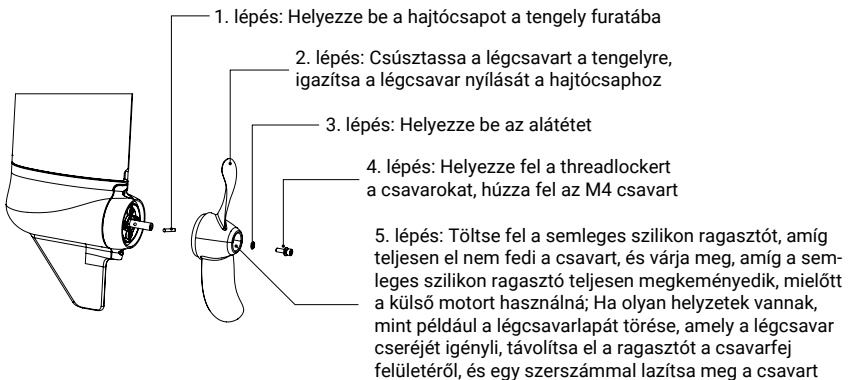 1. lépés: Helyezze be a hajtócsapot a tengely furatába
2. lépés: Csúsztassa a légcsavart a tengelyre,
igazítsa a légcsavar nyílását a hajtócsaphoz
3. lépés: Helyezze be az alátétet
4. lépés: Helyezze fel a threadlockert
a csavarokat, húzza fel az M4 csavart
5. lépés: Töltse fel a semleges szilikon ragasztót, amíg
teljesen el nem fedi a csavart, és várja meg, amíg a sem-
leges szilikon ragasztó teljesen megkeményedik, mielőtt
a külső motort használná; Ha olyan helyzetek vannak,
mint például a légcsavarlapát törése, amely a légcsavar
cseréjét igényli, távolítsa el a ragasztót a csavarfej
felületéről, és egy szerszámmal lazítsa meg a csavart